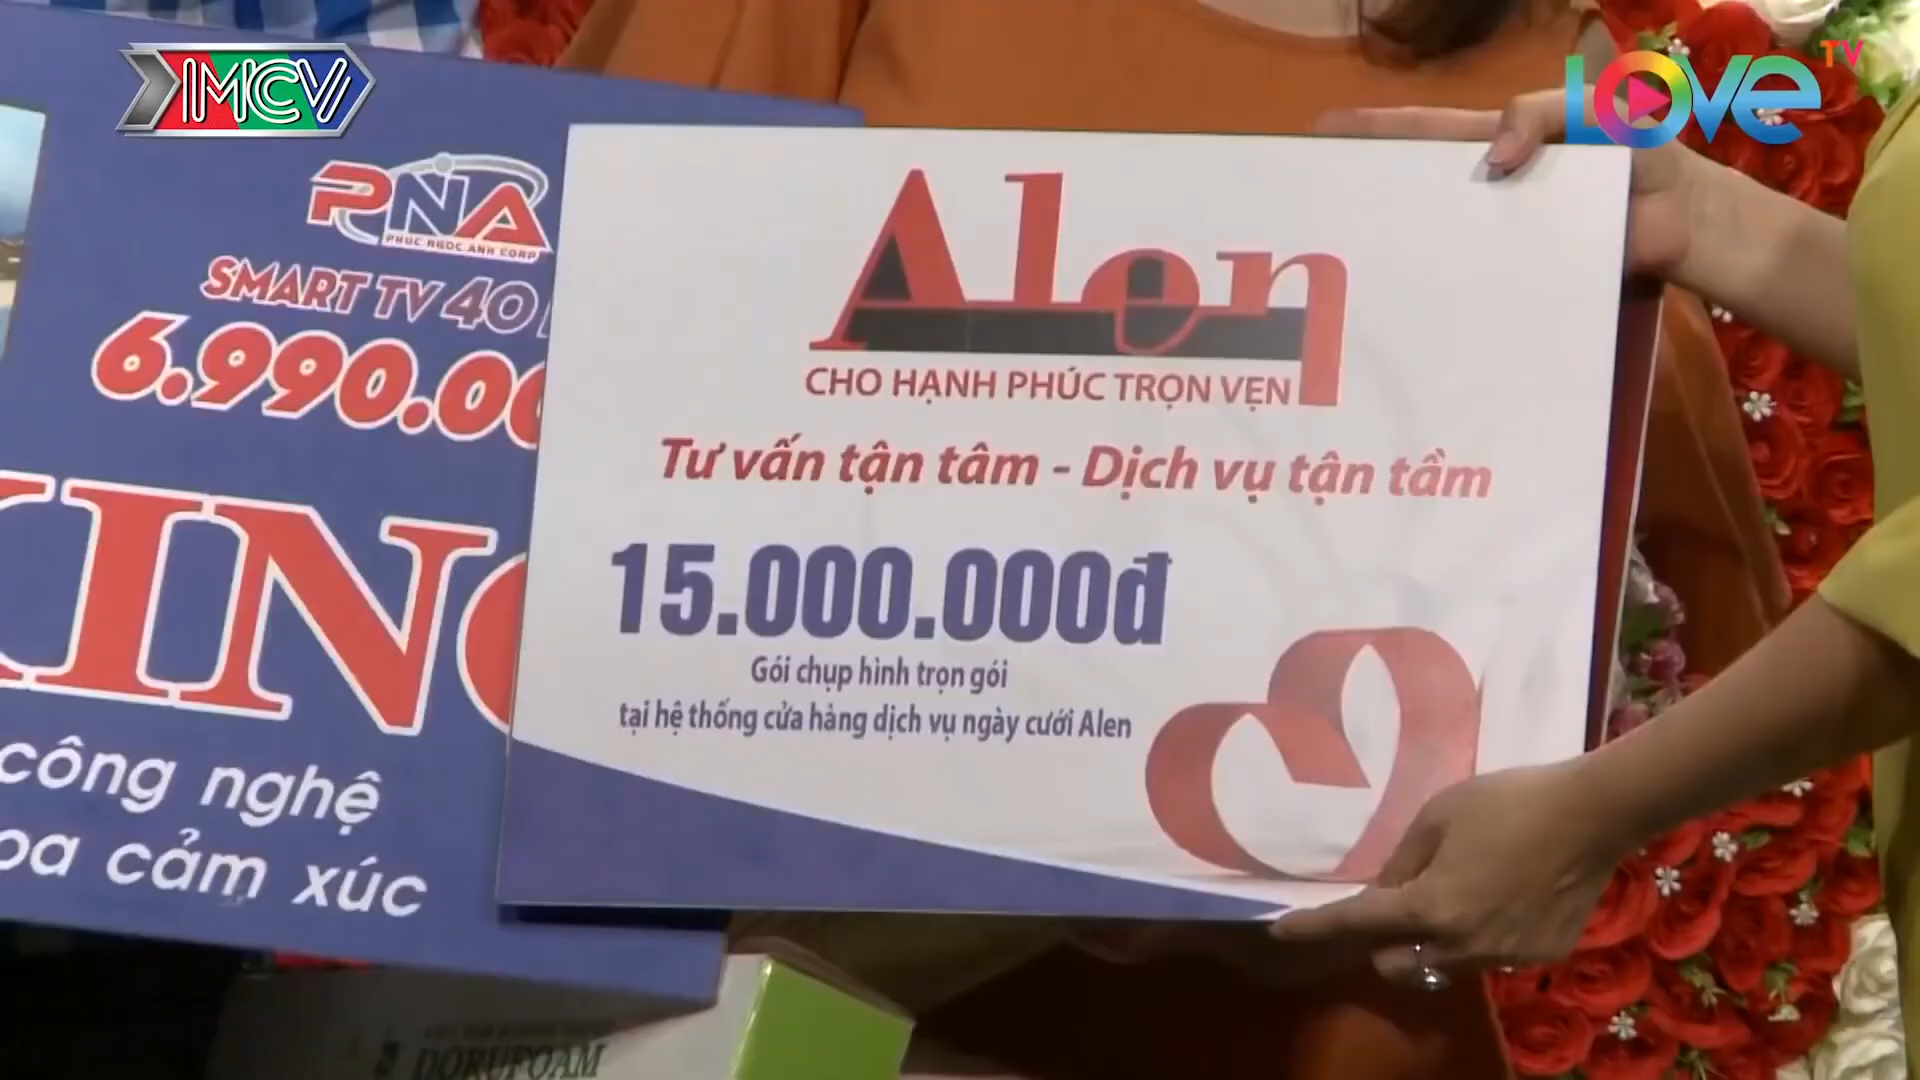 MCV
LOVE TV
PNA
PHUC NGOC ANH CORP
SMART TV 40
6.990.00
công nghệ
cảm xúc
Alen
CHO HẠNH PHÚC TRỌN VẸN
Tư vấn tận tâm - Dịch vụ tận tầm
15.000.000đ
Gói chụp hình trọn gói
tại hệ thống cửa hàng dịch vụ ngày cưới Alen
DORUFOAM